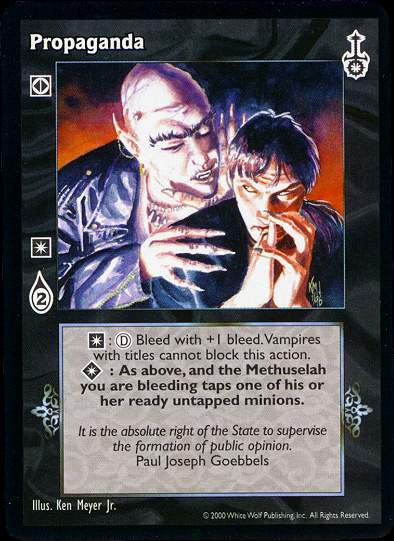 Propaganda
2
: D Bleed with +1 bleed.Vampires
with titles cannot block this action.
: As above, and the Methuselah
you are bleeding taps one of his or
her ready untapped minions.
It is the absolute right of the State to supervise
the formation of public opinion.
Paul Joseph Goebbels
Illus. Ken Meyer Jr.
© 2000 White Wolf Publishing, Inc. All Rights Reserved.